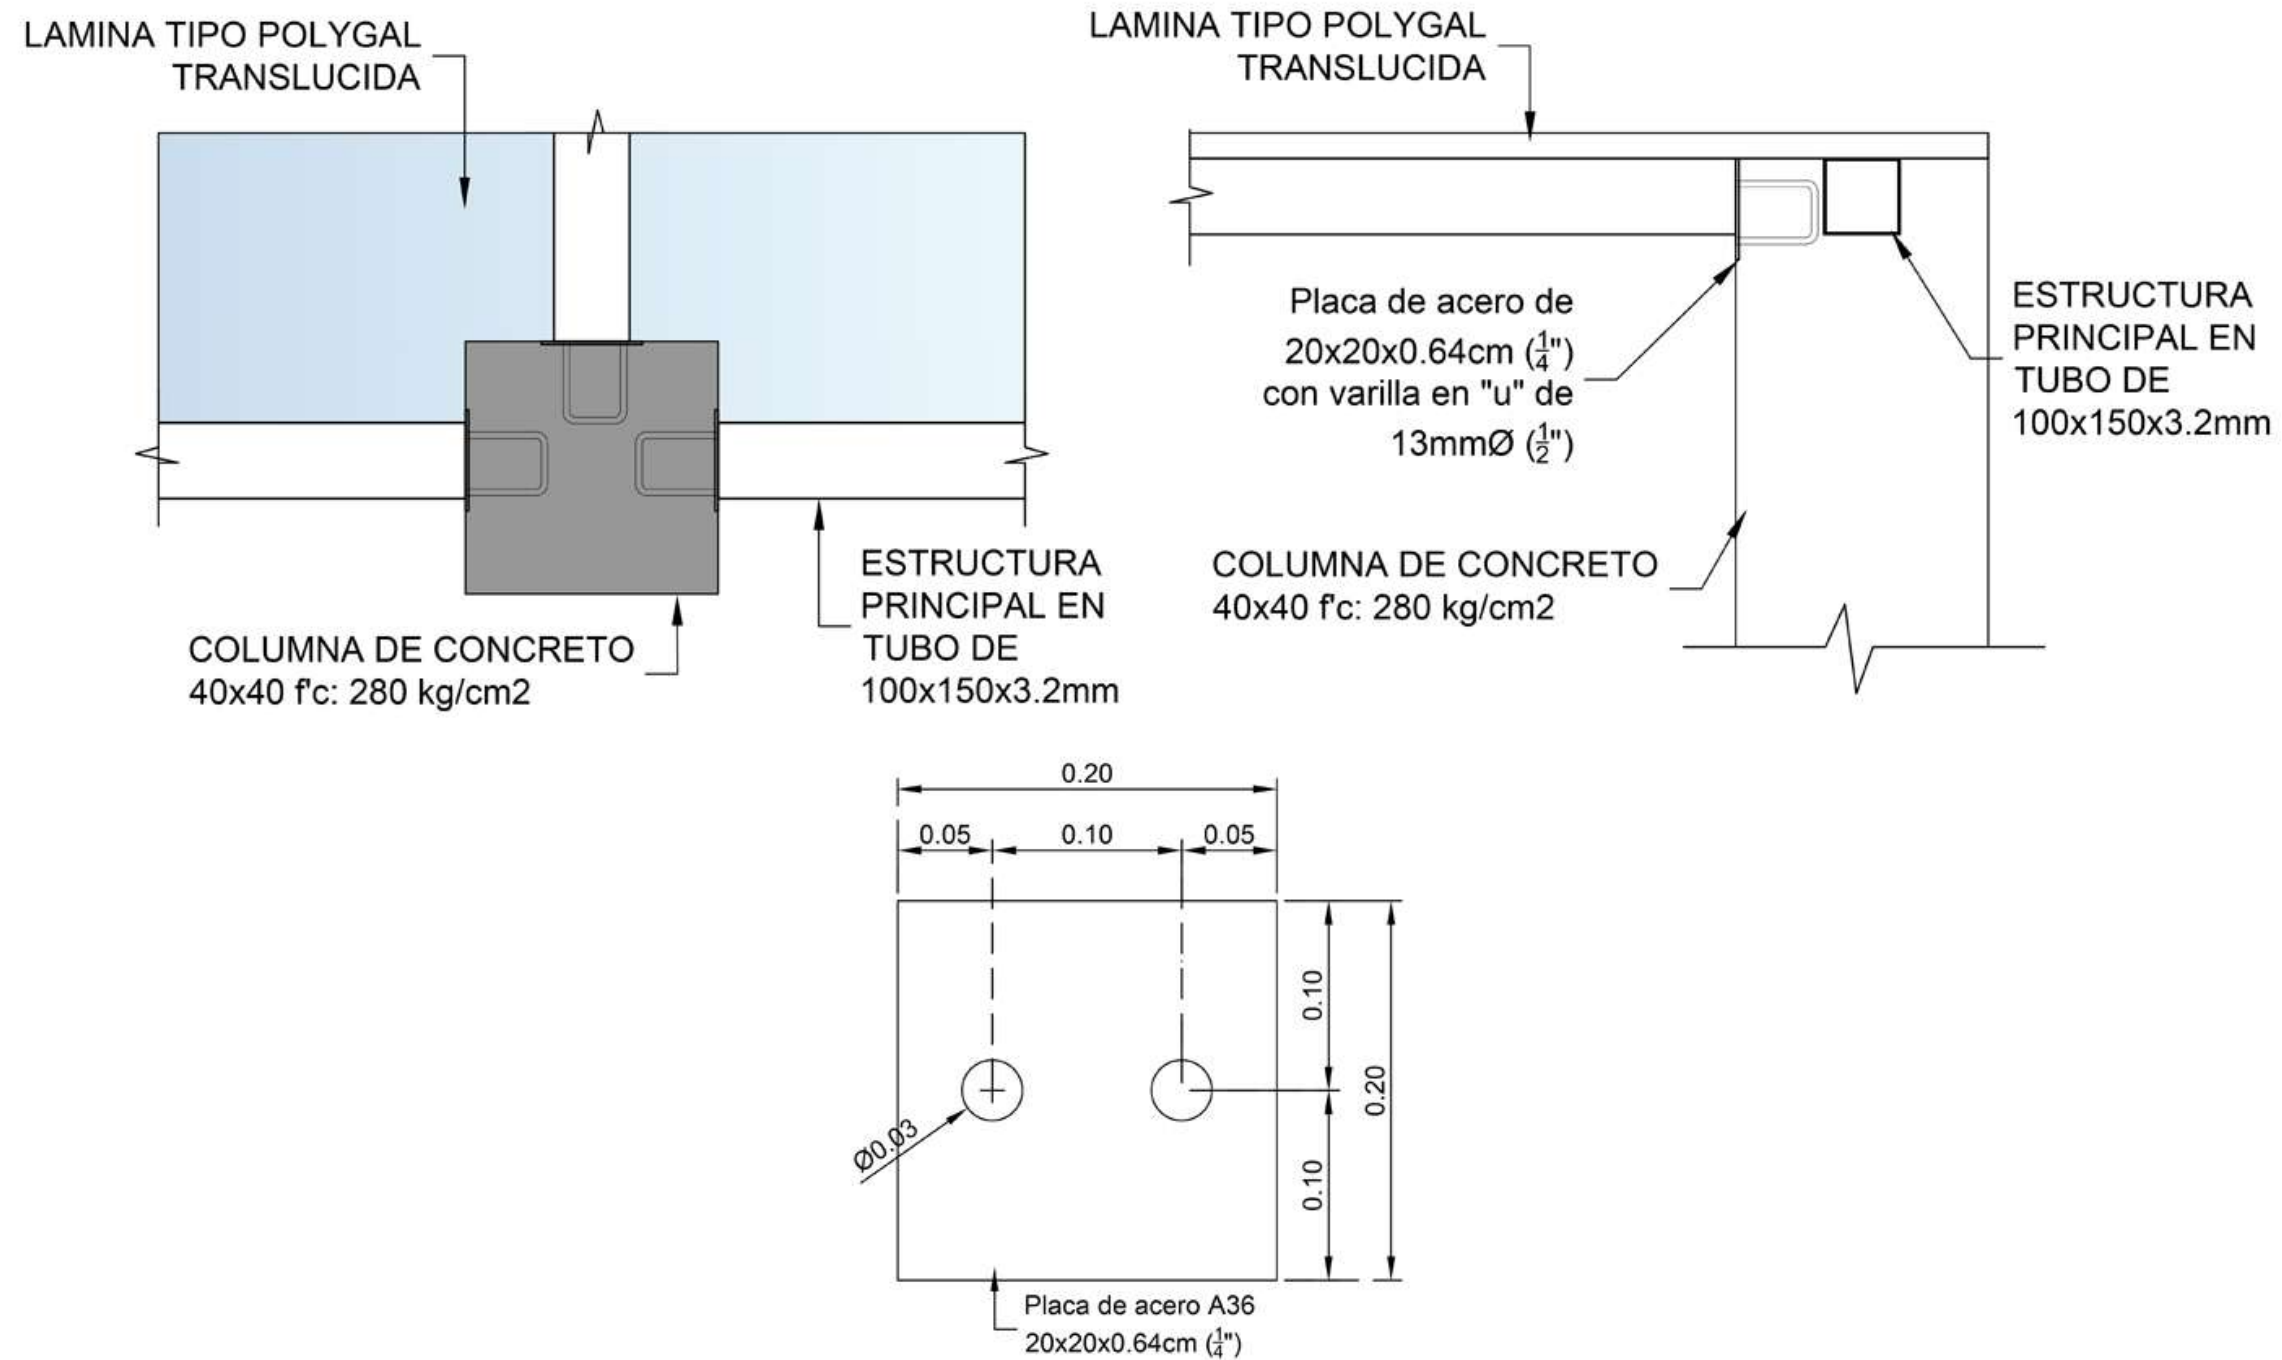 LAMINA TIPO POLYGAL
TRANSLUCIDA
ESTRUCTURA
PRINCIPAL EN
TUBO DE
100x150x3.2mm
COLUMNA DE CONCRETO
40x40 f'c: 280 kg/cm2
LAMINA TIPO POLYGAL
TRANSLUCIDA
Placa de acero de
20x20x0.64cm (1/4")
con varilla en "u" de
13mmØ (1/2")
ESTRUCTURA
PRINCIPAL EN
TUBO DE
100x150x3.2mm
COLUMNA DE CONCRETO
40x40 f'c: 280 kg/cm2
0.20
0.05 0.10 0.05
0.10
0.20
0.10
Ø0.03
Placa de acero A36
20x20x0.64cm (1/4")